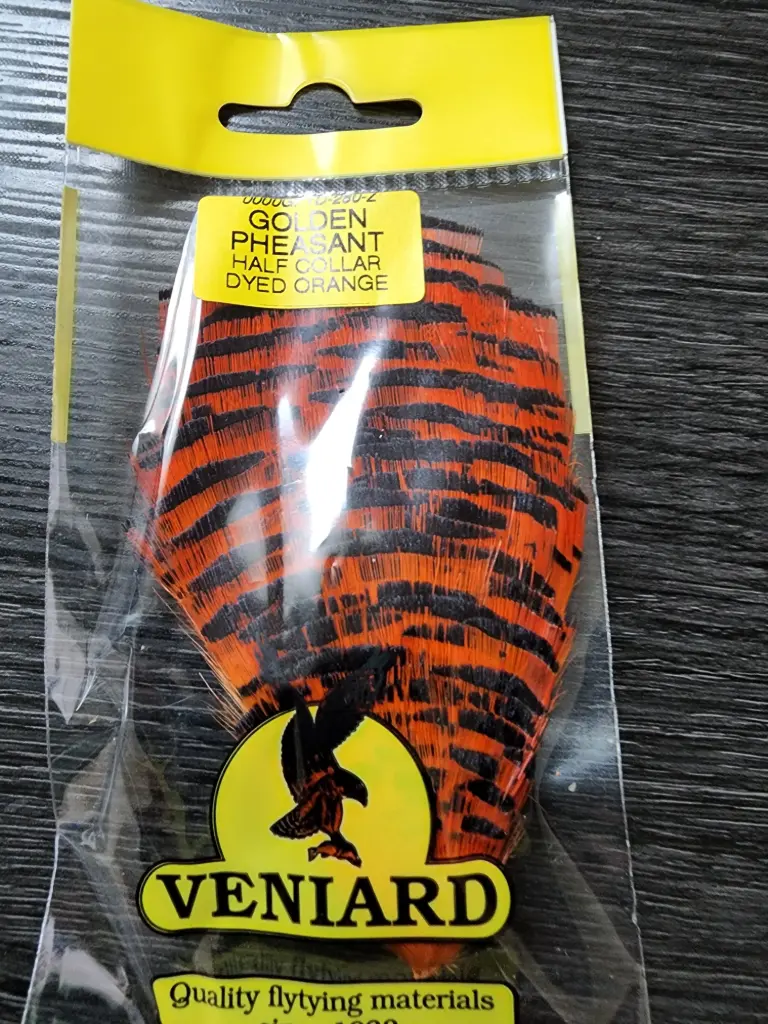 GOLDEN
PHEASANT
HALF COLLAR
DYED ORANGE
VENIARD
Quality flytying materials